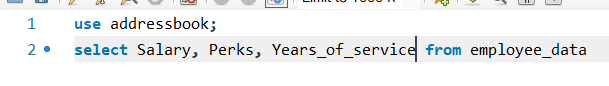 1 use addressbook;
2 select Salary, Perks, Years_of_service from employee_data